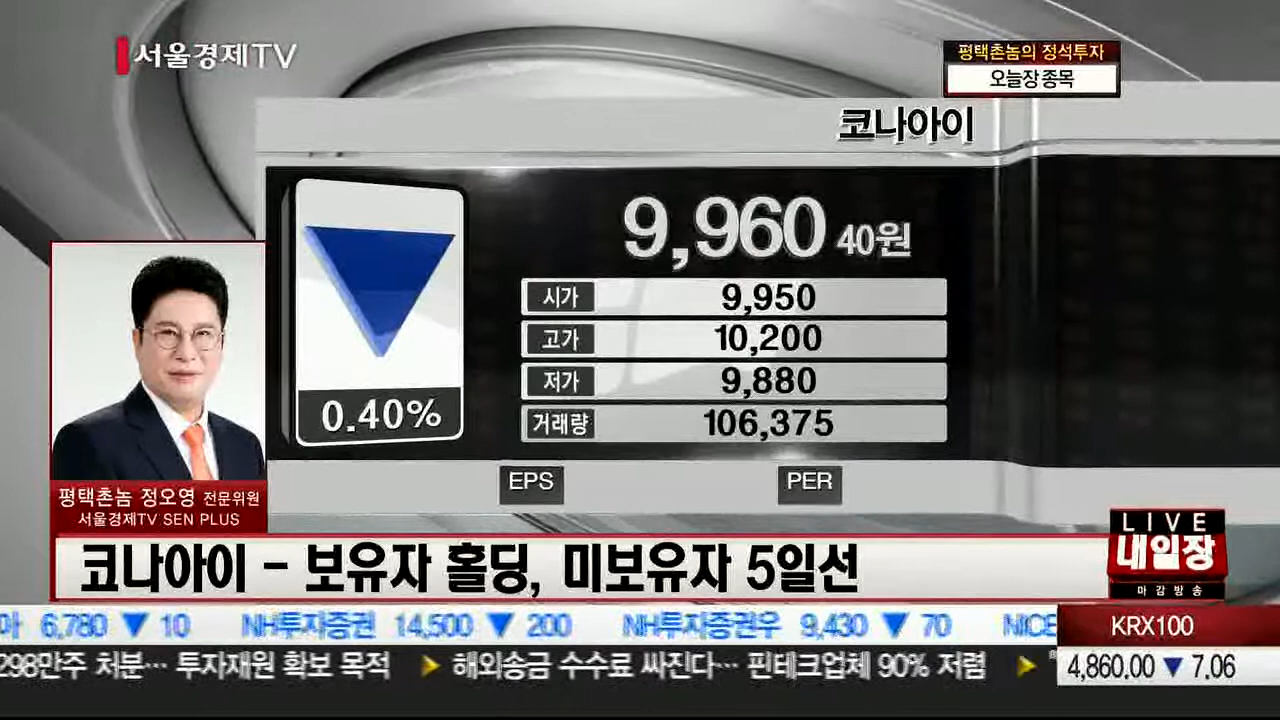 서울경제TV
평택촌놈의 정석투자
오늘장 종목
코나아이
9,960 40원
0.40%
시가 9,950
고가 10,200
저가 9,880
거래량 106,375
EPS PER
평택촌놈 정오영 전문위원
서울경제TV SEN PLUS
코나아이 - 보유자 홀딩, 미보유자 5일선
LIVE
내일장
마감방송
6,780 ▼ 10 NH투자증권 14,500 ▼ 200 NH투자증권우 9,430 ▼ 70 NICE
KRX100
298만주 처분… 투자재원 확보 목적 ▶ 해외송금 수수료 싸진다… 핀테크업체 90% 저렴 ▶
4,860.00 ▼ 7.06